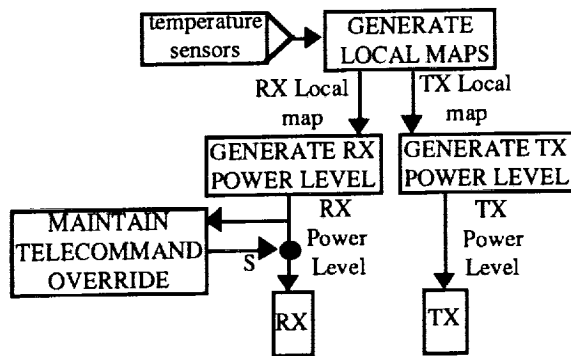 temperature
sensors
GENERATE
LOCAL MAPS
RX Local
map
TX Local
map
GENERATE RX
POWER LEVEL
GENERATE TX
POWER LEVEL
MAINTAIN
TELECOMMAND
OVERRIDE
S
RX
Power
Level
TX
Power
Level
RX
TX